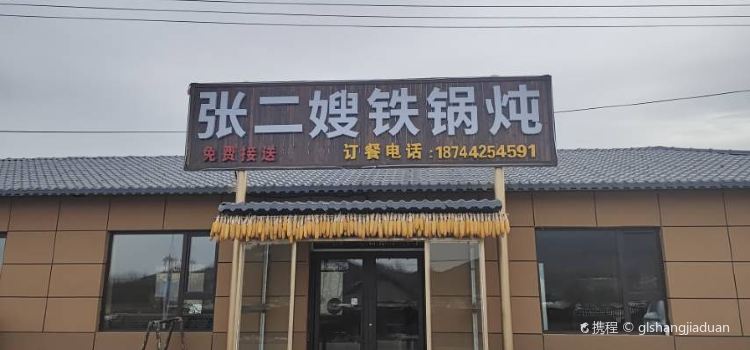 张二嫂铁锅炖
免费接送 订餐电话:18744254591
携程 © glshangjiaduan